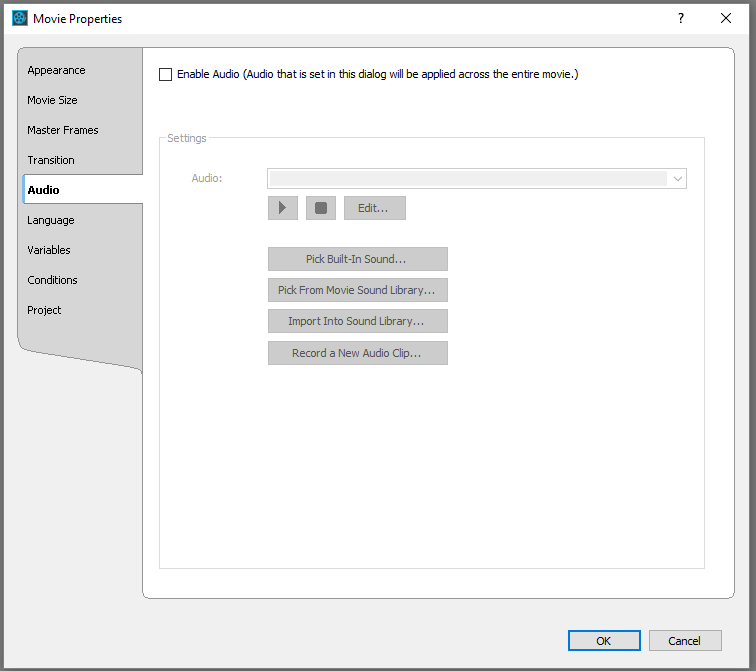 Movie Properties
?
Appearance
Movie Size
Master Frames
Transition
Audio
Language
Variables
Conditions
Project
Enable Audio (Audio that is set in this dialog will be applied across the entire movie.)
Settings
Audio:
Edit...
Pick Built-In Sound...
Pick From Movie Sound Library...
Import Into Sound Library...
Record a New Audio Clip...
OK
Cancel